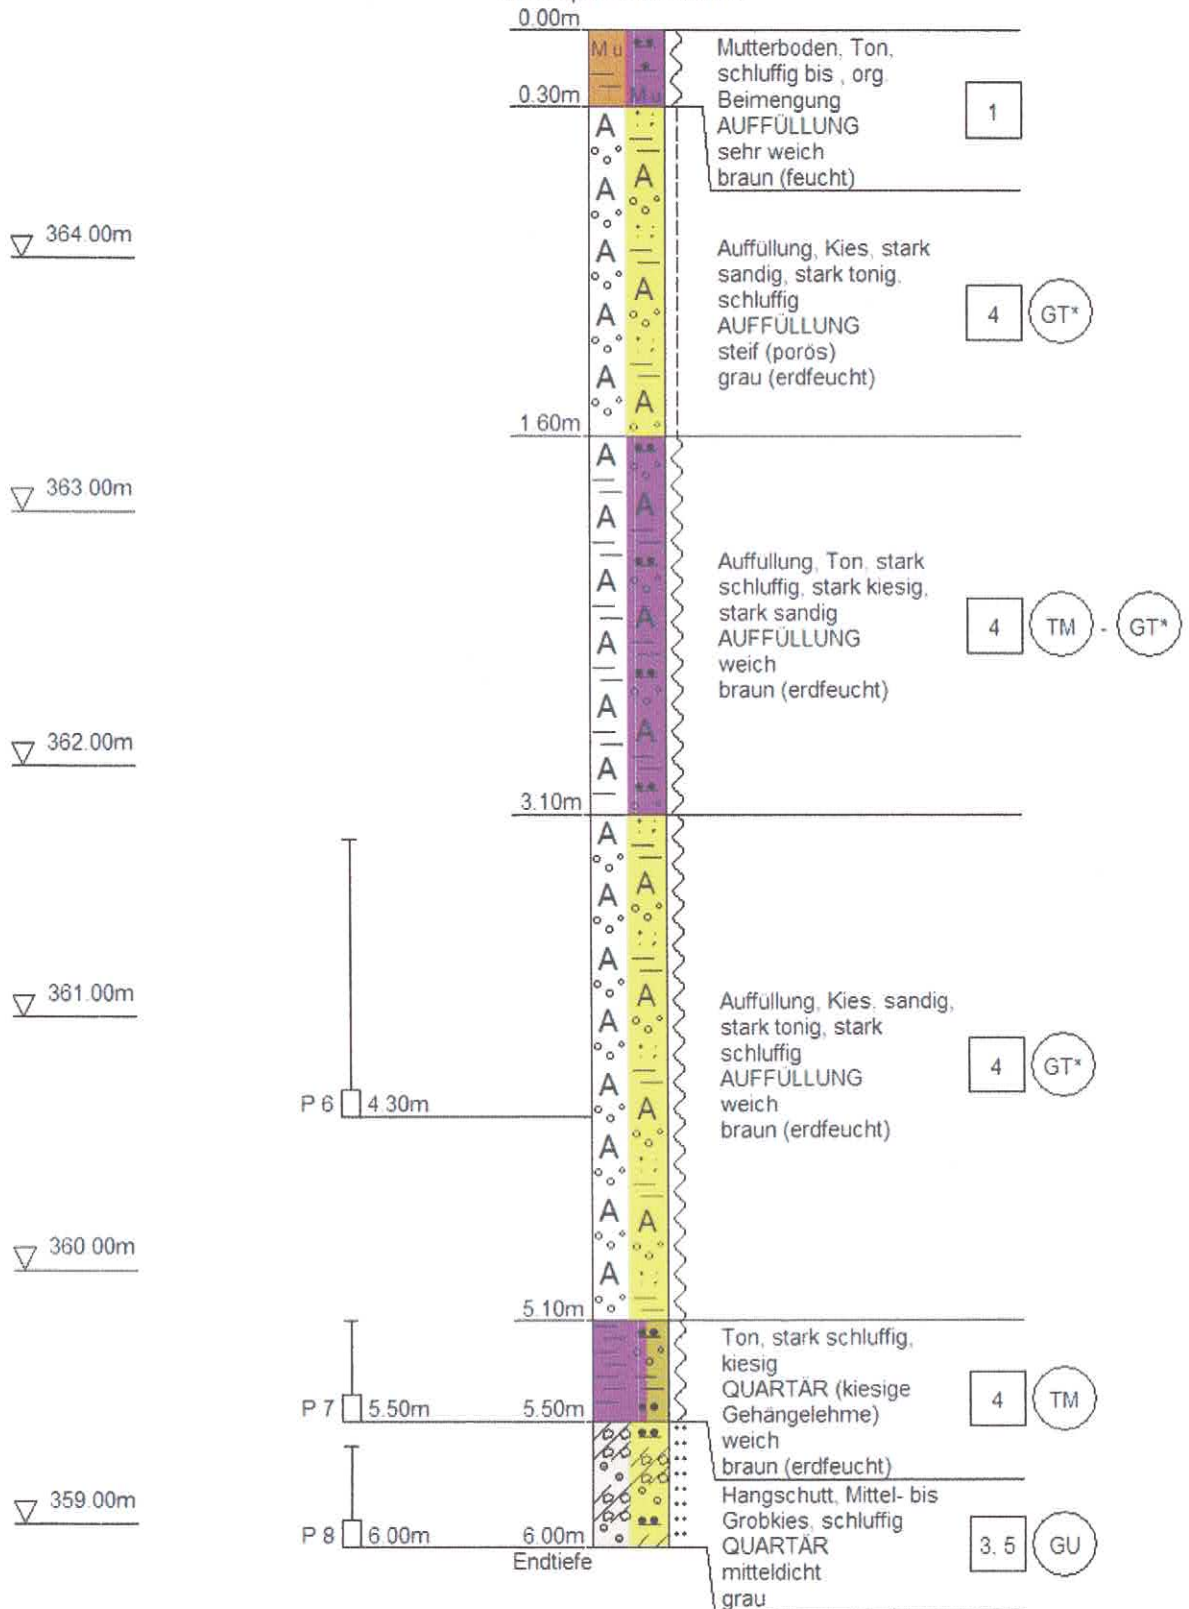 0.00m
Mu
Mu
Mutterboden, Ton,
schluffig bis , org.
Beimengung
AUFFÜLLUNG
sehr weich
braun (feucht)
1
0.30m
A
A
A
A
A
A
A
A
364.00m
Auffüllung, Kies, stark
sandig, stark tonig,
schluffig
AUFFÜLLUNG
steif (porös)
grau (erdfeucht)
4 GT*
1.60m
A
A
A
A
A
A
A
A
A
363.00m
Auffullung, Ton, stark
schluffig, stark kiesig,
stark sandig
AUFFÜLLUNG
weich
braun (erdfeucht)
4 TM - GT*
362.00m
3.10m
A
A
A
A
A
A
A
A
A
A
A
A
361.00m
Auffüllung, Kies, sandig,
stark tonig, stark
schluffig
AUFFÜLLUNG
weich
braun (erdfeucht)
4 GT*
P 6 4.30m
360.00m
5.10m
Ton, stark schluffig,
kiesig
QUARTÄR (kiesige
Gehängelehme)
weich
braun (erdfeucht)
4 TM
P 7 5.50m 5.50m
359.00m
Hangschutt, Mittel- bis
Grobkies, schluffig
QUARTÄR
mitteldicht
grau
3, 5 GU
P 8 6.00m 6.00m
Endtiefe